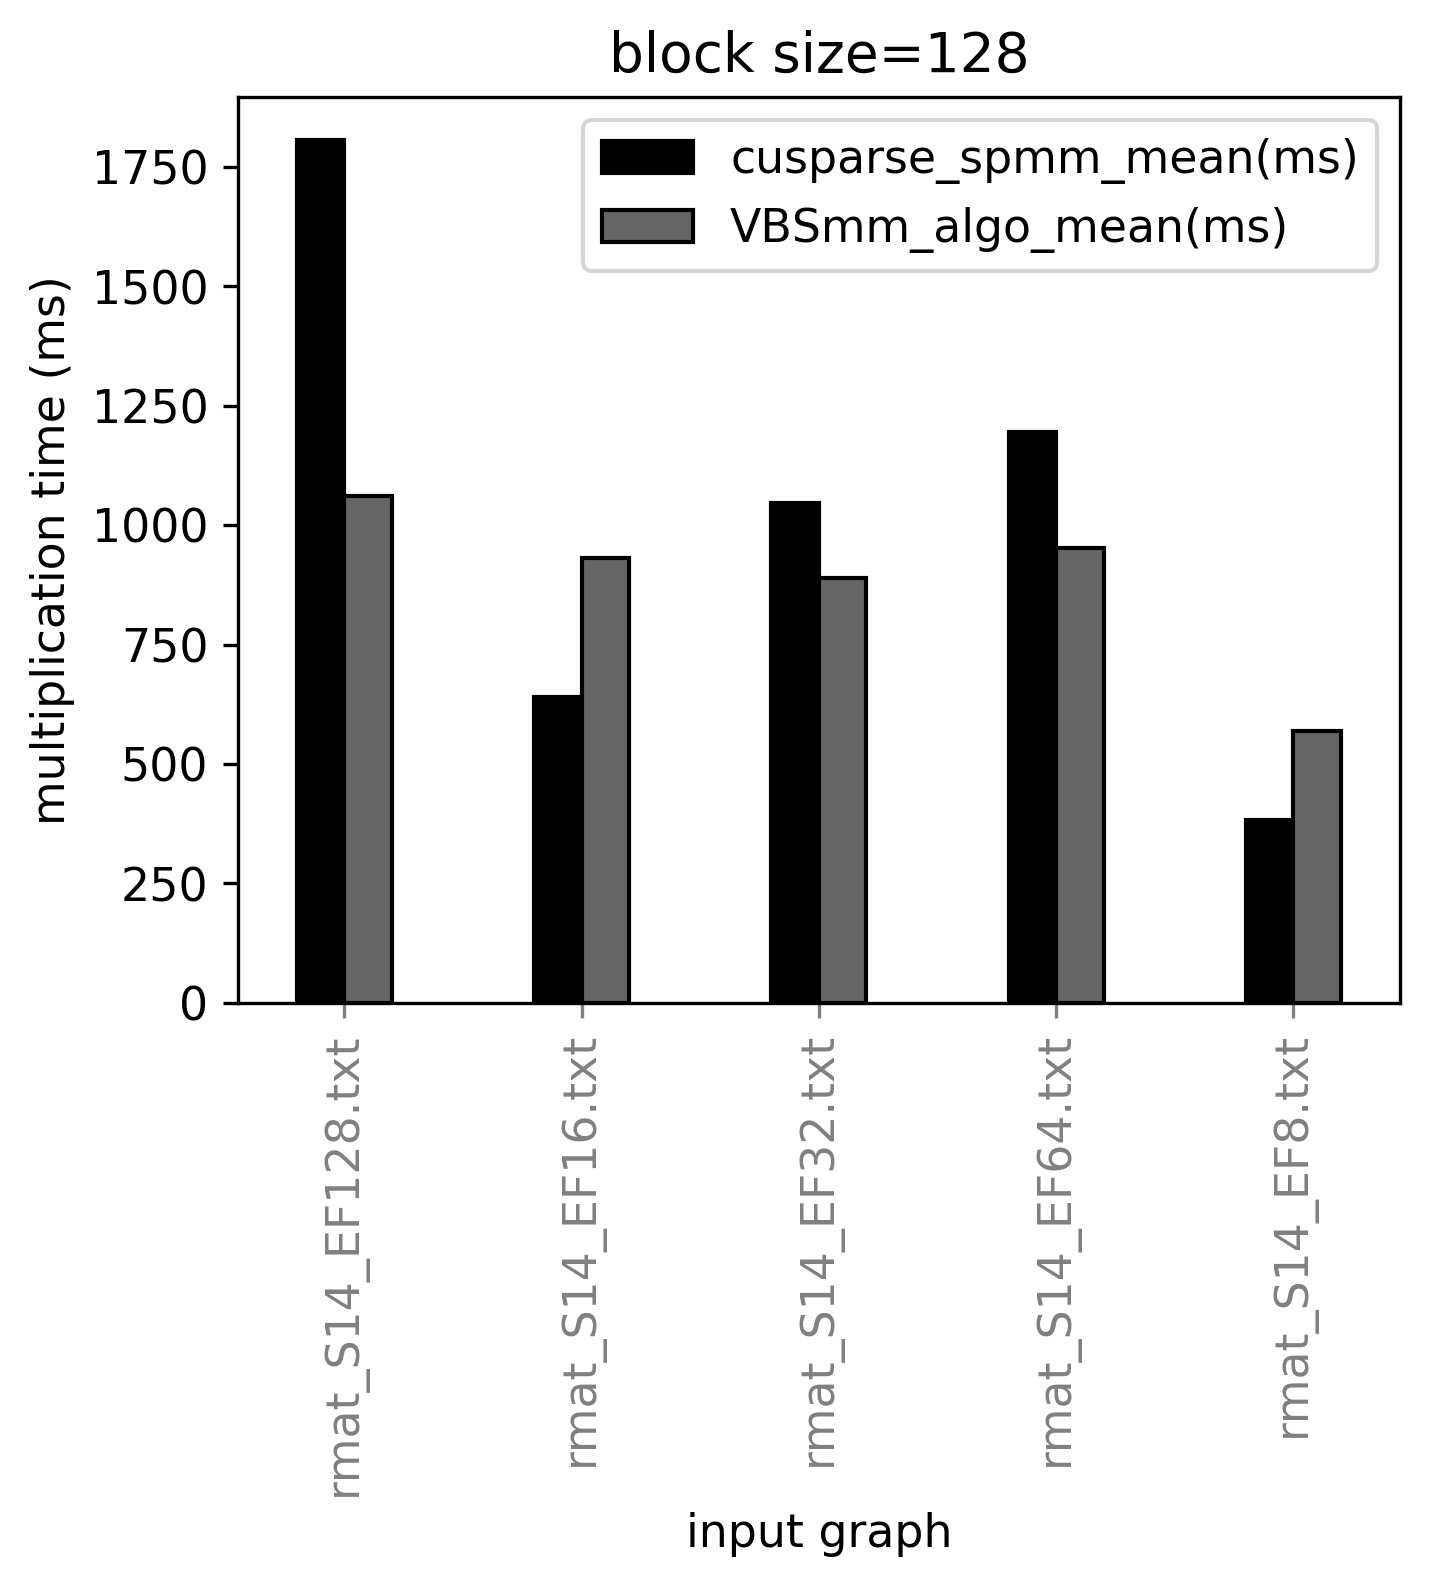 block size=128
cusparse_spmm_mean(ms)
VBSmm_algo_mean(ms)
multiplication time (ms)
1750
1500
1250
1000
750
500
250
0
rmat_S14_EF128.txt
rmat_S14_EF16.txt
rmat_S14_EF32.txt
rmat_S14_EF64.txt
rmat_S14_EF8.txt
input graph